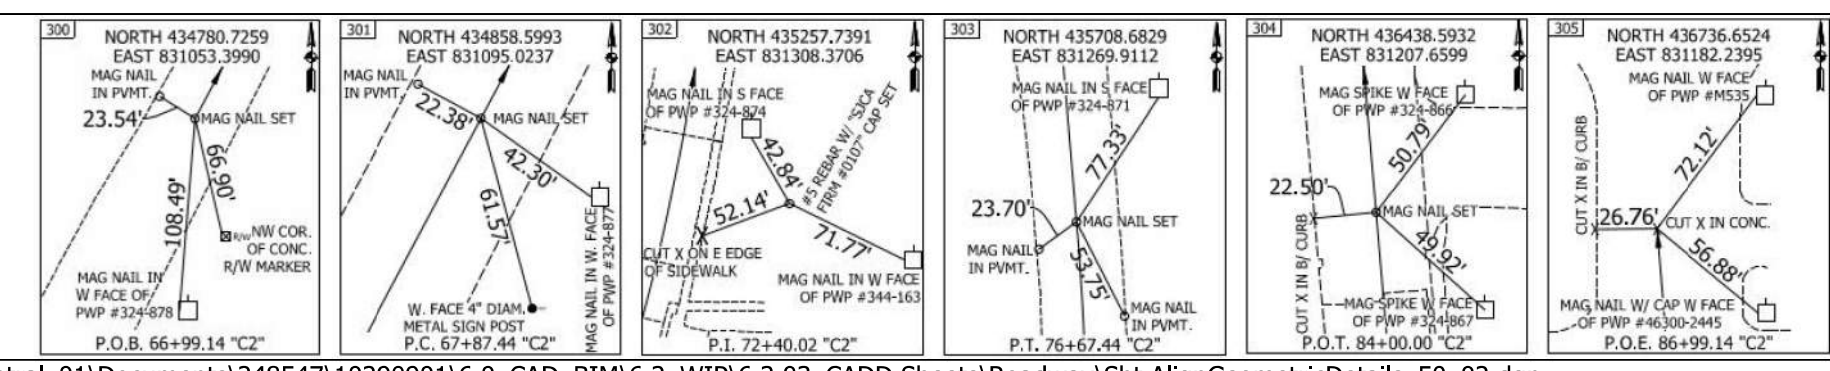 300
NORTH 434780.7259
EAST 831053.3990
MAG NAIL
IN PVMT.
23.54'
MAG NAIL SET
66.90'
108.49'
R/W
NW COR.
OF CONC.
R/W MARKER
MAG NAIL IN
W FACE OF
PWP #324-878
P.O.B. 66+99.14 "C2"
301
NORTH 434858.5993
EAST 831095.0237
MAG NAIL
IN PVMT.
22.38'
MAG NAIL SET
42.30'
61.57'
MAG NAIL IN W. FACE
OF PWP #324-877
W. FACE 4" DIAM.
METAL SIGN POST
P.C. 67+87.44 "C2"
302
NORTH 435257.7391
EAST 831308.3706
MAG NAIL IN S FACE
OF PWP #324-874
42.84'
#5 REBAR W/ "SJCA
FIRM #0107" CAP SET
52.14'
71.77'
CUT X ON E EDGE
OF SIDEWALK
MAG NAIL IN W FACE
OF PWP #344-163
P.I. 72+40.02 "C2"
303
NORTH 435708.6829
EAST 831269.9112
MAG NAIL IN S FACE
OF PWP #324-871
77.33'
23.70'
MAG NAIL SET
MAG NAIL
IN PVMT.
53.75'
MAG NAIL
IN PVMT.
P.T. 76+67.44 "C2"
304
NORTH 436438.5932
EAST 831207.6599
MAG SPIKE W FACE
OF PWP #324-866
50.79'
22.50'
MAG NAIL SET
CUT X IN B/ CURB
49.92'
MAG SPIKE W FACE
OF PWP #324-867
P.O.T. 84+00.00 "C2"
305
NORTH 436736.6524
EAST 831182.2395
MAG NAIL W FACE
OF PWP #M535
CUT X IN B/ CURB
72.12'
26.76'
CUT X IN CONC.
56.88'
MAG NAIL W/ CAP W FACE
OF PWP #46300-2445
P.O.E. 86+99.14 "C2"